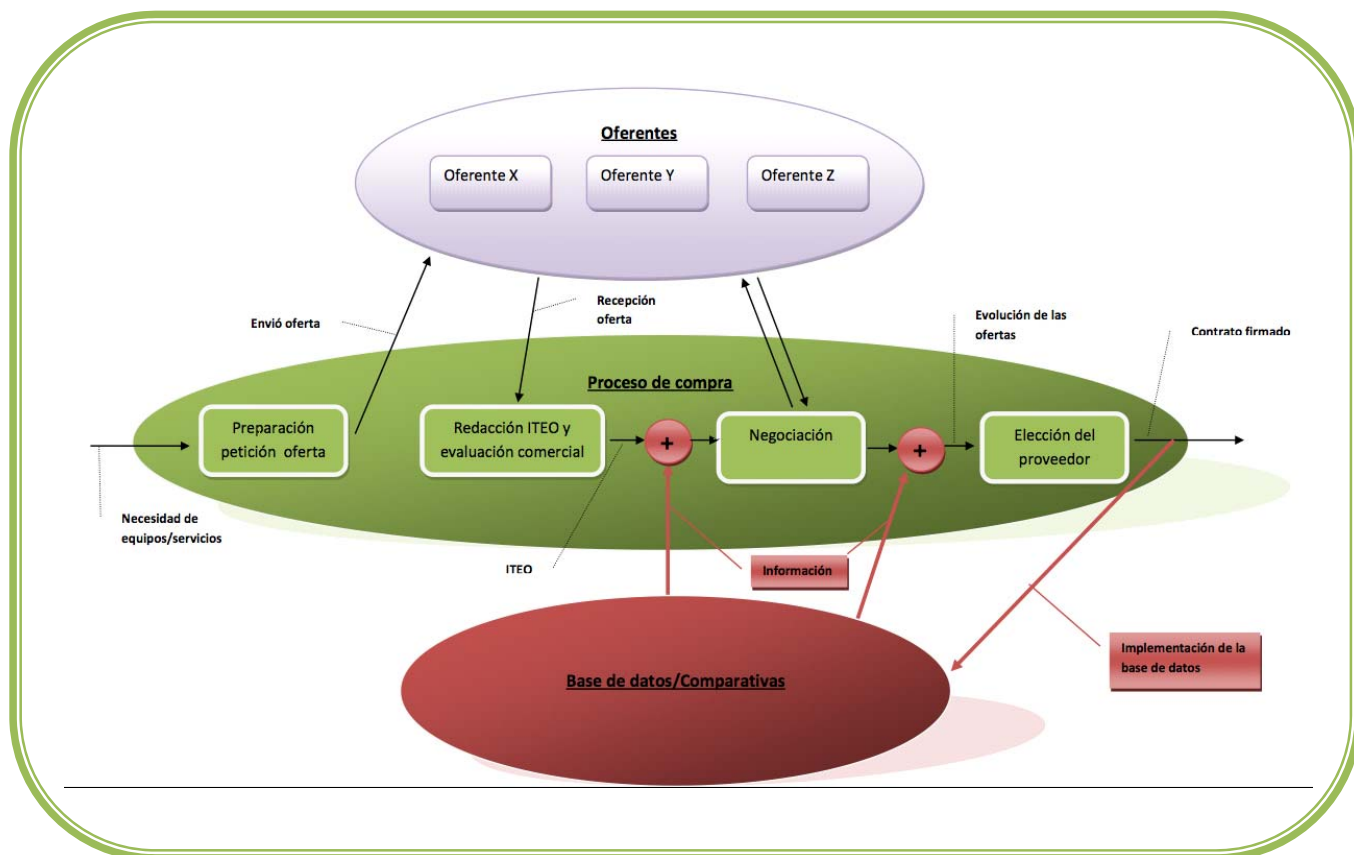 Oferentes
Oferente X
Oferente Y
Oferente Z
Envió oferta
Recepción
oferta
Evolución de las
ofertas
Contrato firmado
Proceso de compra
Preparación
petición oferta
Redacción ITEO y
evaluación comercial
+
Negociación
+
Elección del
proveedor
Necesidad de
equipos/servicios
ITEO
Información
Implementación de la
base de datos
Base de datos/Comparativas